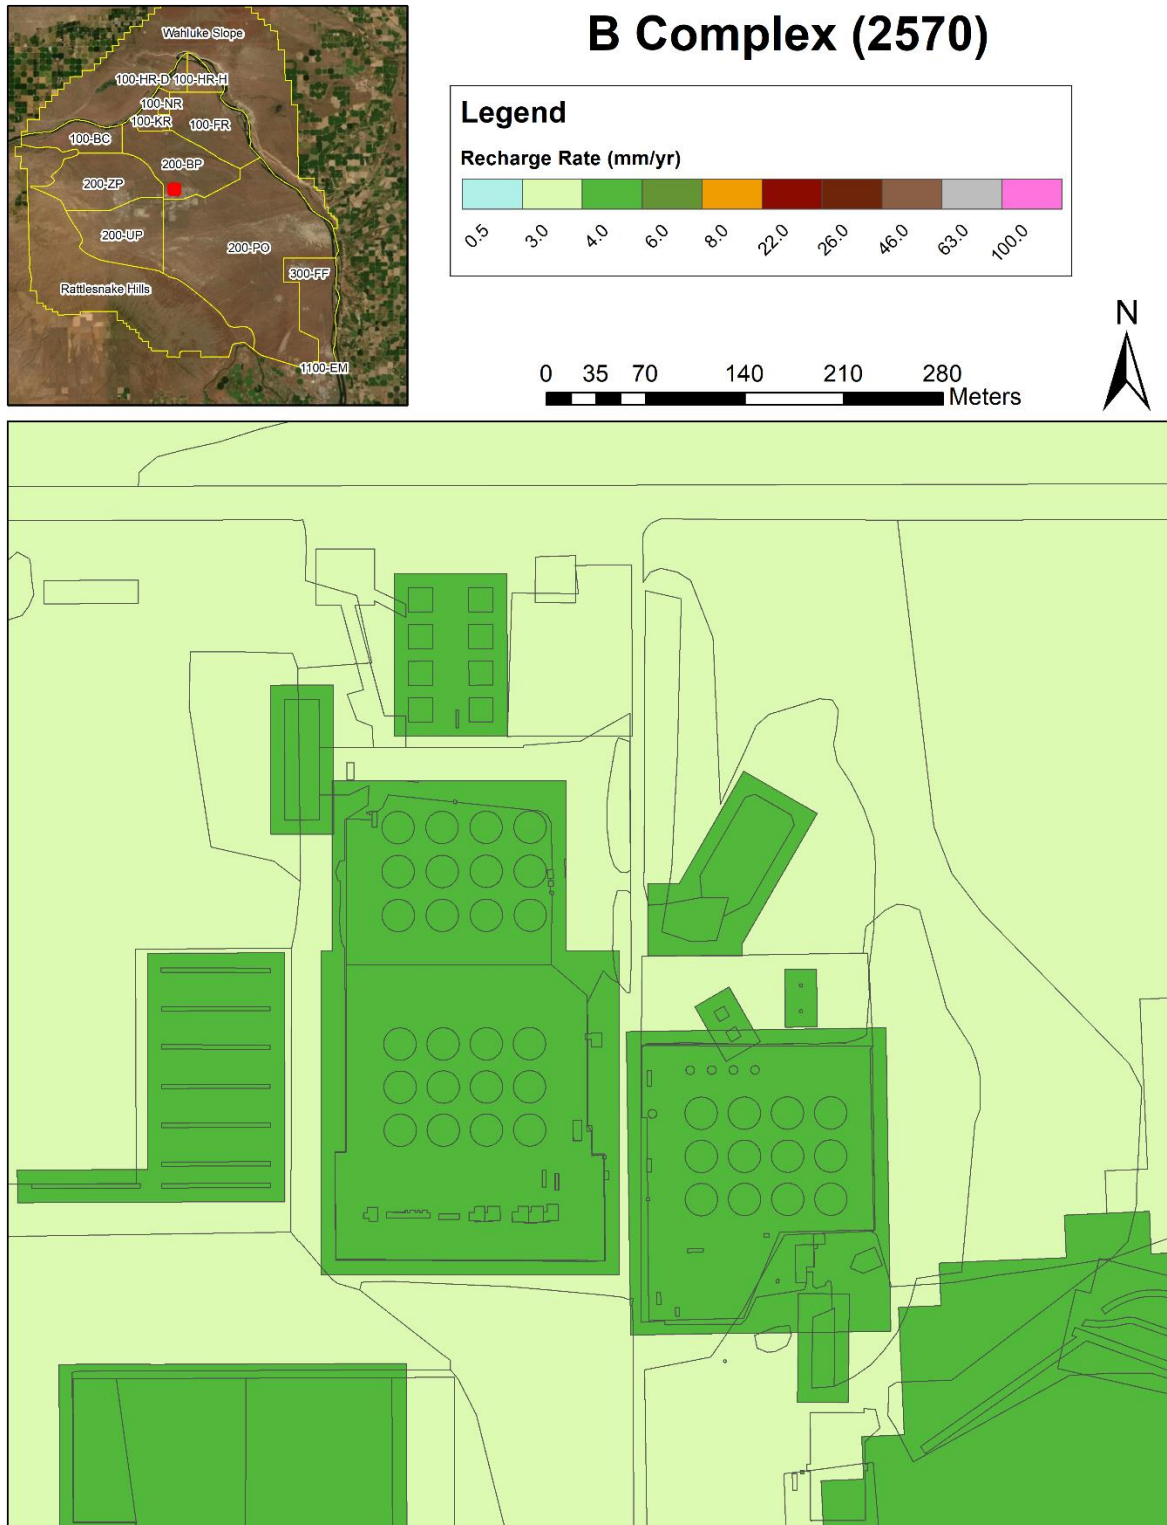 B Complex (2570)
Wahluke Slope
100-HR-D
100-HR-H
100-NR
100-KR
100-FR
100-BC
200-BP
200-ZP
200-UP
200-PO
300-FF
Rattlesnake Hills
1100-EM
Legend
Recharge Rate (mm/yr)
0.5 3.0 4.0 6.0 8.0 22.0 26.0 46.0 63.0 100.0
N
0 35 70 140 210 280
Meters